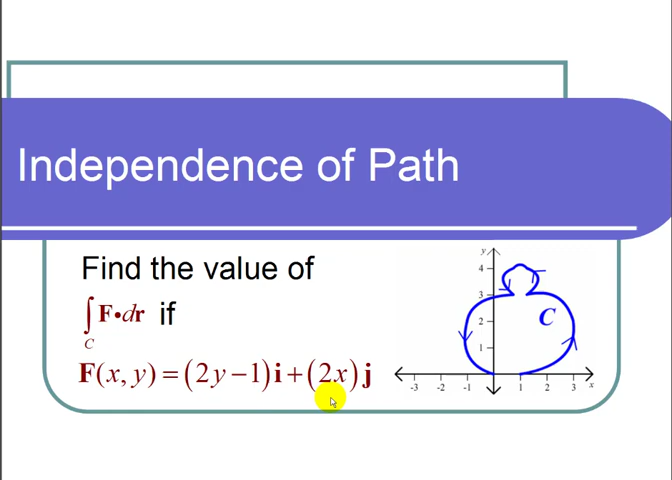 Independence of Path
Find the value of
∫ F•dr if
C
F(x, y) = (2y − 1)i + (2x)j
y
4
3
2
1
C
-3 -2 -1 0 1 2 3 x